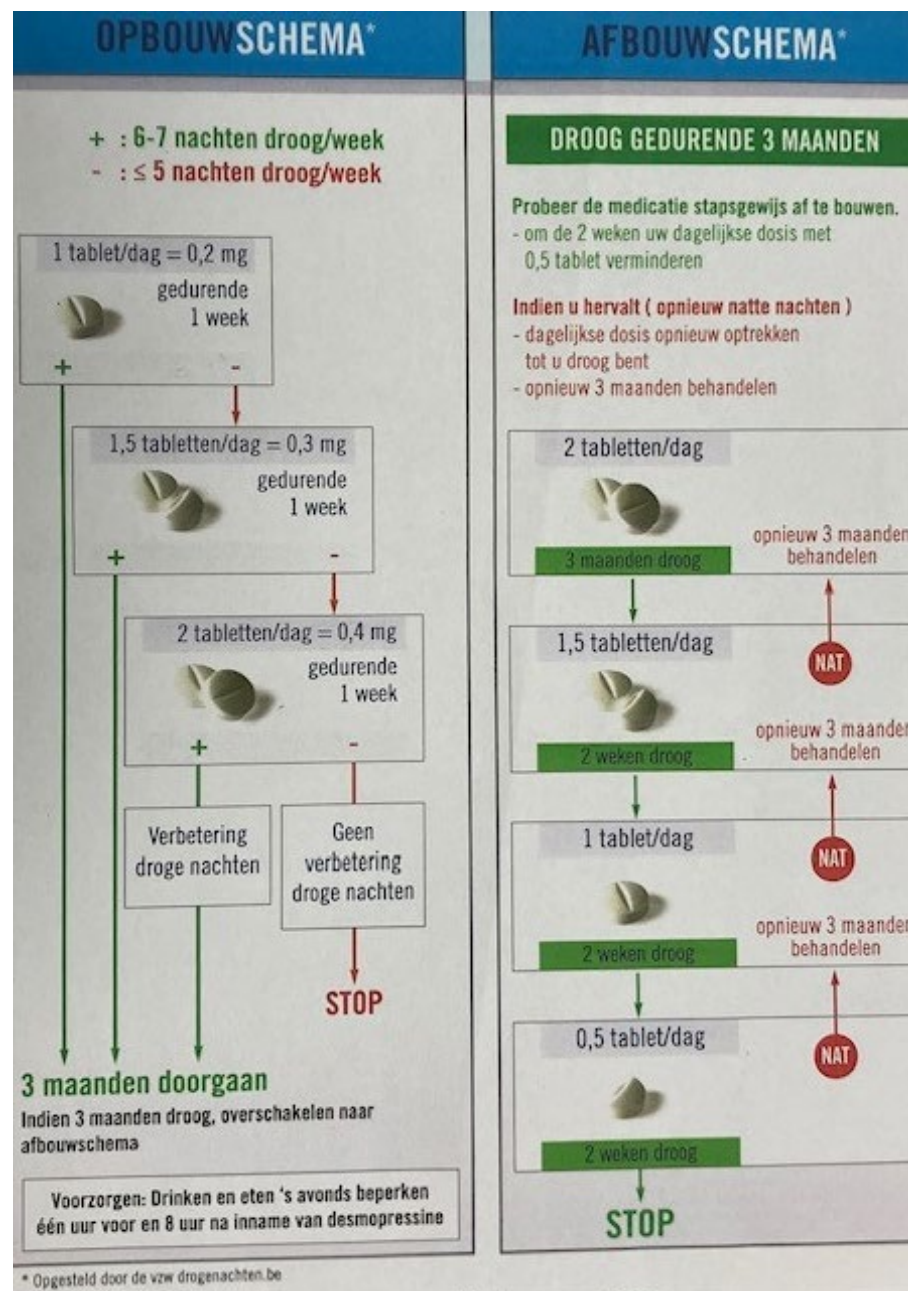 OPBOUWSCHEMA*
+ : 6-7 nachten droog/week
- : ≤ 5 nachten droog/week
1 tablet/dag = 0,2 mg
gedurende
1 week
+ -
1,5 tabletten/dag = 0,3 mg
gedurende
1 week
+ -
2 tabletten/dag = 0,4 mg
gedurende
1 week
+ -
Verbetering
droge nachten
Geen
verbetering
droge nachten
STOP
3 maanden doorgaan
Indien 3 maanden droog, overschakelen naar
afbouwschema
Voorzorgen: Drinken en eten 's avonds beperken
één uur voor en 8 uur na inname van desmopressine
* Opgesteld door de vzw drogenachten.be
AFBOUWSCHEMA*
DROOG GEDURENDE 3 MAANDEN
Probeer de medicatie stapsgewijs af te bouwen.
- om de 2 weken uw dagelijkse dosis met
0,5 tablet verminderen
Indien u hervalt ( opnieuw natte nachten )
- dagelijkse dosis opnieuw optrekken
tot u droog bent
- opnieuw 3 maanden behandelen
2 tabletten/dag
3 maanden droog
opnieuw 3 maanden
behandelen
NAT
1,5 tabletten/dag
2 weken droog
opnieuw 3 maanden
behandelen
NAT
1 tablet/dag
2 weken droog
opnieuw 3 maanden
behandelen
NAT
0,5 tablet/dag
2 weken droog
STOP